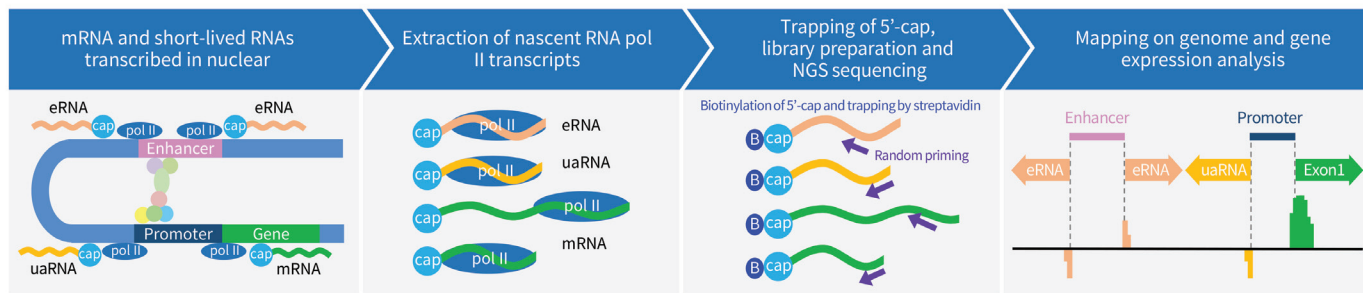 mRNA and short-lived RNAs
transcribed in nuclear
Extraction of nascent RNA pol
II transcripts
Trapping of 5’-cap,
library preparation and
NGS sequencing
Mapping on genome and gene
expression analysis
eRNA
eRNA
cap
pol II
pol II
cap
Enhancer
Promoter
Gene
uaRNA
cap
pol II
pol II
cap
mRNA
cap
pol II
eRNA
cap
pol II
uaRNA
cap
pol II
mRNA
cap
pol II
Biotinylation of 5’-cap and trapping by streptavidin
B
cap
Random priming
B
cap
B
cap
B
cap
Enhancer
Promoter
eRNA
eRNA
uaRNA
Exon1